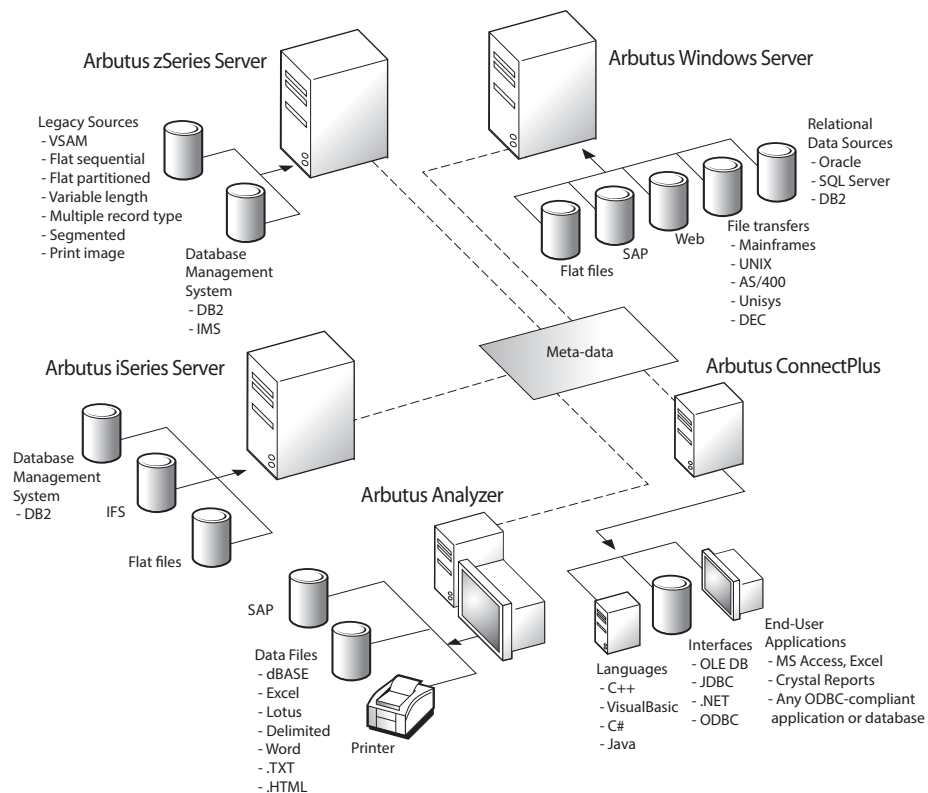 Arbutus zSeries Server
Legacy Sources
- VSAM
- Flat sequential
- Flat partitioned
- Variable length
- Multiple record type
- Segmented
- Print image
Database
Management
System
- DB2
- IMS
Arbutus Windows Server
Relational
Data Sources
- Oracle
- SQL Server
- DB2
Flat files
SAP
Web
File transfers
- Mainframes
- UNIX
- AS/400
- Unisys
- DEC
Meta-data
Arbutus iSeries Server
Database
Management
System
- DB2
IFS
Flat files
Arbutus ConnectPlus
Arbutus Analyzer
SAP
Data Files
- dBASE
- Excel
- Lotus
- Delimited
- Word
- .TXT
- .HTML
Printer
Languages
- C++
- VisualBasic
- C#
- Java
Interfaces
- OLE DB
- JDBC
- .NET
- ODBC
End-User
Applications
- MS Access, Excel
- Crystal Reports
- Any ODBC-compliant
application or database